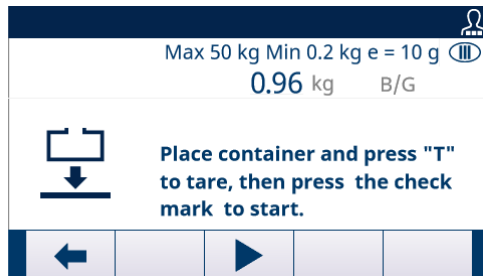 Max 50 kg Min 0.2 kg e = 10 g III
0.96 kg B/G
Place container and press "T"
to tare, then press the check
mark to start.